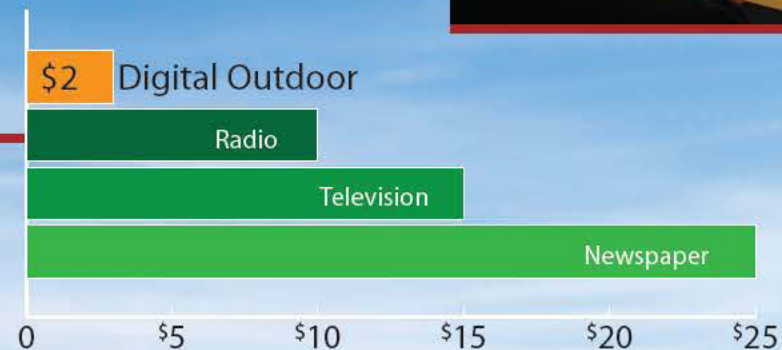 $2 Digital Outdoor
Radio
Television
Newspaper
0 $5 $10 $15 $20 $25